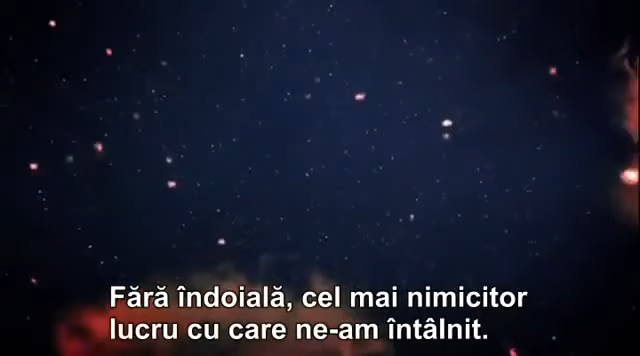 Fără îndoială, cel mai nimicitor
lucru cu care ne-am întâlnit.